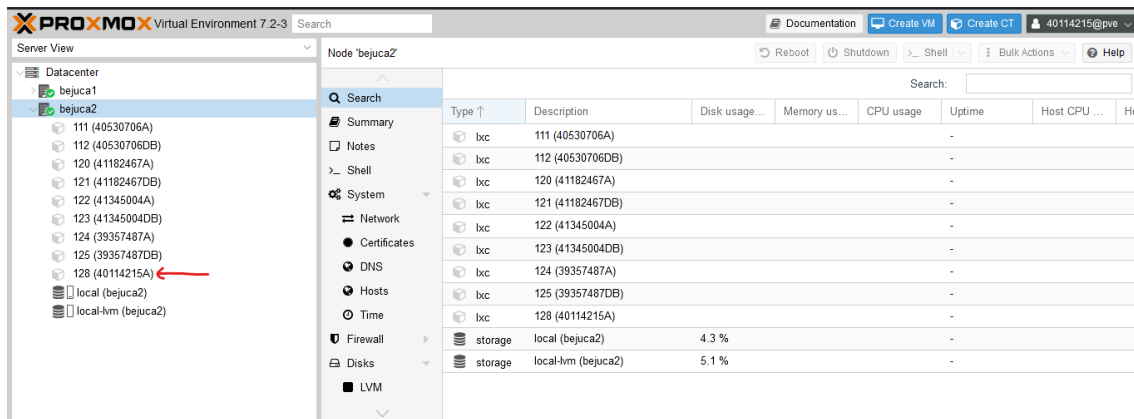 PROXMOX Virtual Environment 7.2-3 Search
Documentation Create VM Create CT 40114215@pve
Server View
Node 'bejuca2'
Reboot Shutdown Shell Bulk Actions Help
Datacenter
bejuca1
bejuca2
111 (40530706A)
112 (40530706DB)
120 (41182467A)
121 (41182467DB)
122 (41345004A)
123 (41345004DB)
124 (39357487A)
125 (39357487DB)
128 (40114215A)
local (bejuca2)
local-lvm (bejuca2)
Search
Summary
Notes
Shell
System
Network
Certificates
DNS
Hosts
Time
Firewall
Disks
LVM
Search:
Type Description Disk usage... Memory us... CPU usage Uptime Host CPU ...
lxc 111 (40530706A) -
lxc 112 (40530706DB) -
lxc 120 (41182467A) -
lxc 121 (41182467DB) -
lxc 122 (41345004A) -
lxc 123 (41345004DB) -
lxc 124 (39357487A) -
lxc 125 (39357487DB) -
lxc 128 (40114215A) -
storage local (bejuca2) 4.3 % -
storage local-lvm (bejuca2) 5.1 % -